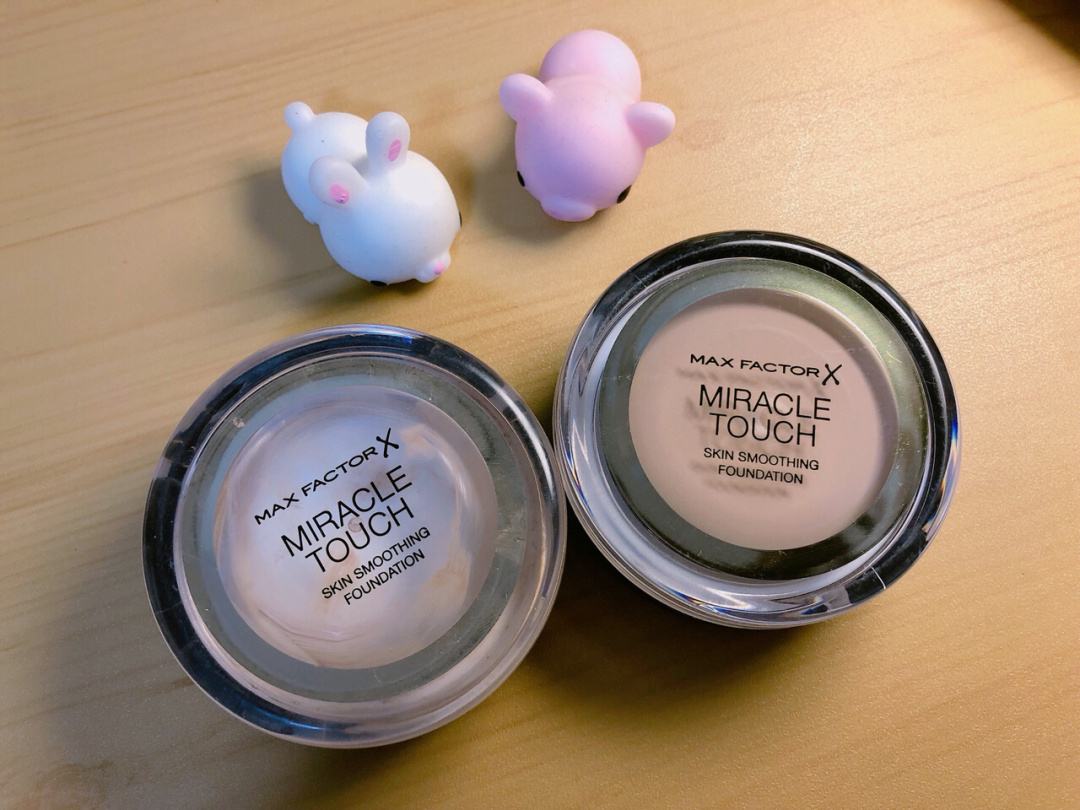 MAX FACTOR X
MIRACLE
TOUCH
SKIN SMOOTHING
FOUNDATION
MAX FACTOR X
MIRACLE
TOUCH
SKIN SMOOTHING
FOUNDATION